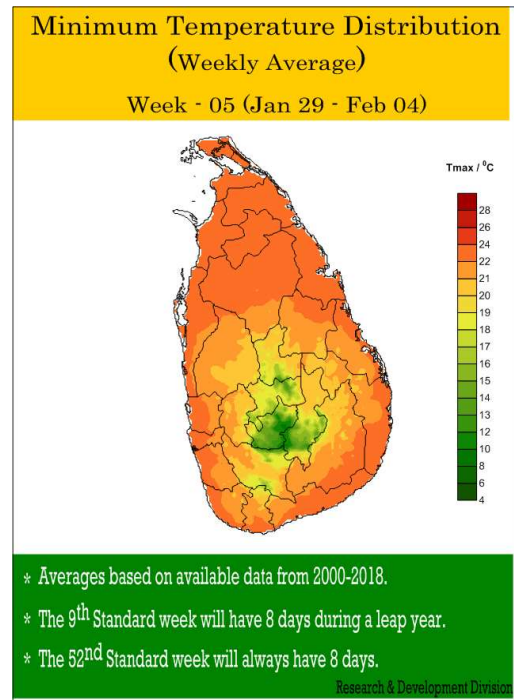 Minimum Temperature Distribution
(Weekly Average)
Week - 05 (Jan 29 - Feb 04)
Tmax / ⁰C
28
26
24
22
21
20
19
18
17
16
15
14
13
12
10
8
6
4
* Averages based on available data from 2000-2018.
* The 9th Standard week will have 8 days during a leap year.
* The 52nd Standard week will always have 8 days.
Research & Development Division